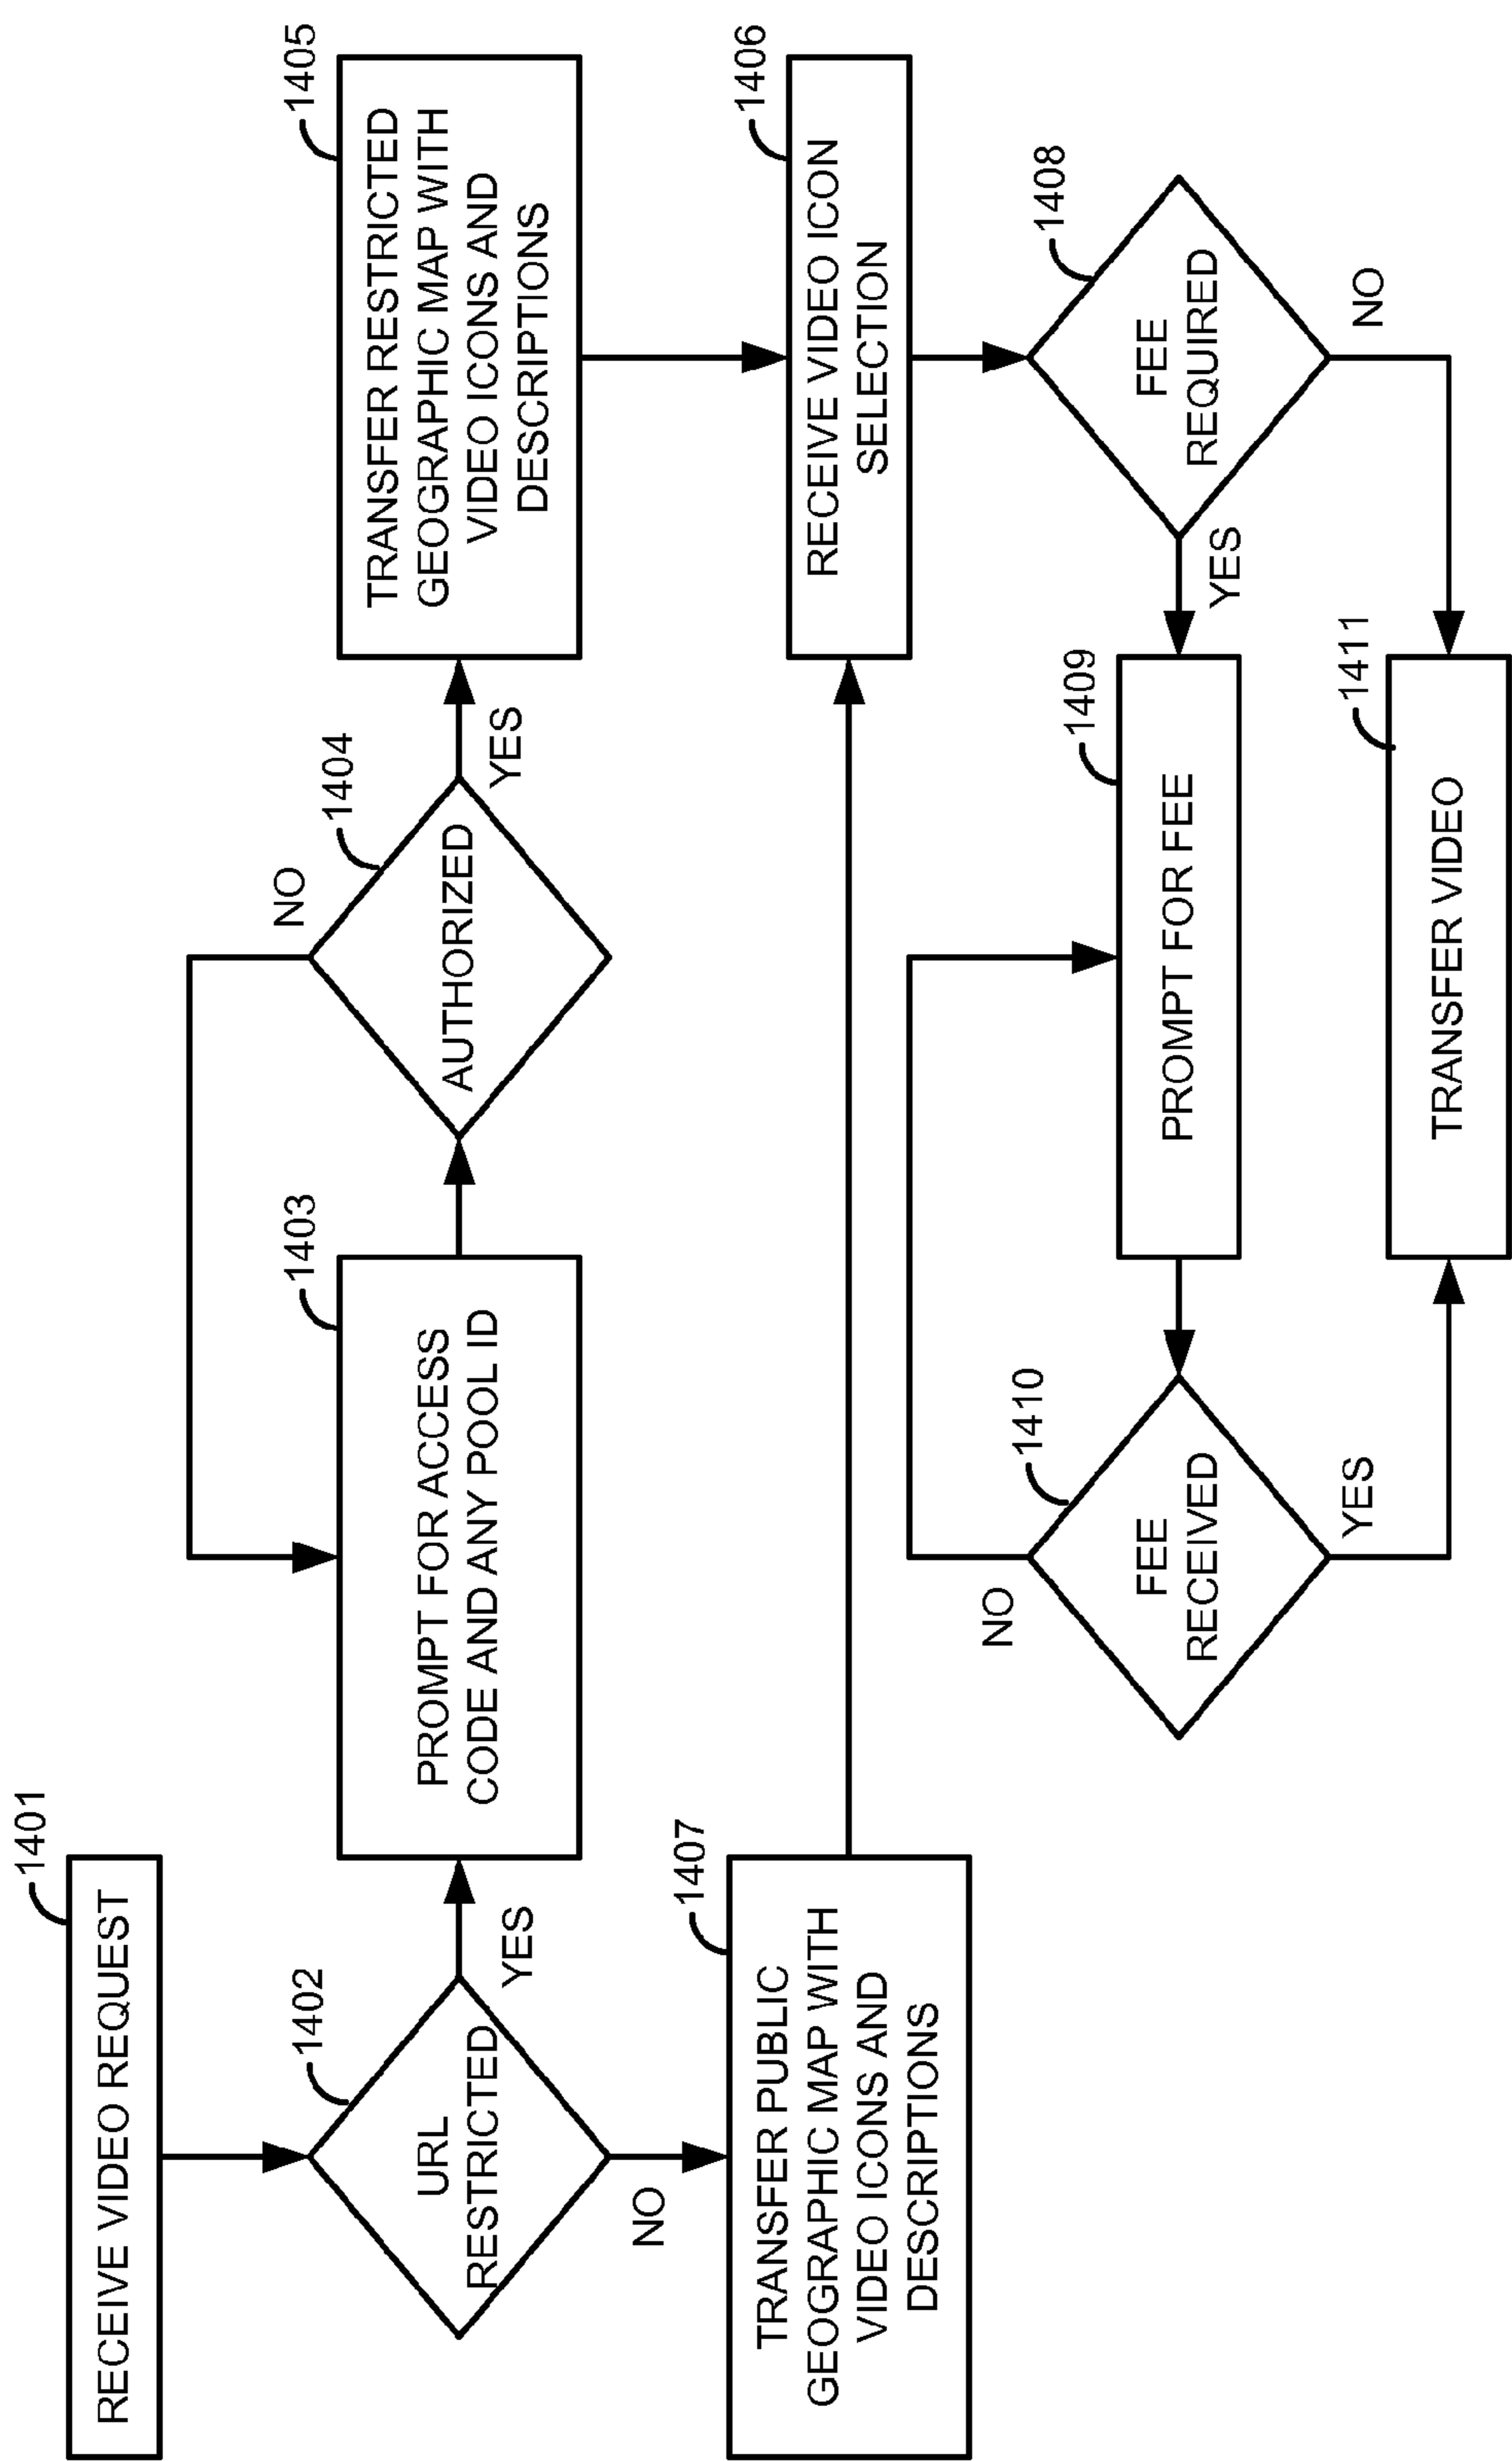 1401
RECEIVE VIDEO REQUEST
1402
URL
RESTRICTED
YES
NO
1403
PROMPT FOR ACCESS
CODE AND ANY POOL ID
1404
AUTHORIZED
NO
YES
1405
TRANSFER RESTRICTED
GEOGRAPHIC MAP WITH
VIDEO ICONS AND
DESCRIPTIONS
1407
TRANSFER PUBLIC
GEOGRAPHIC MAP WITH
VIDEO ICONS AND
DESCRIPTIONS
1406
RECEIVE VIDEO ICON
SELECTION
1408
FEE
REQUIRED
YES
NO
1409
PROMPT FOR FEE
1410
FEE
RECEIVED
NO
YES
1411
TRANSFER VIDEO